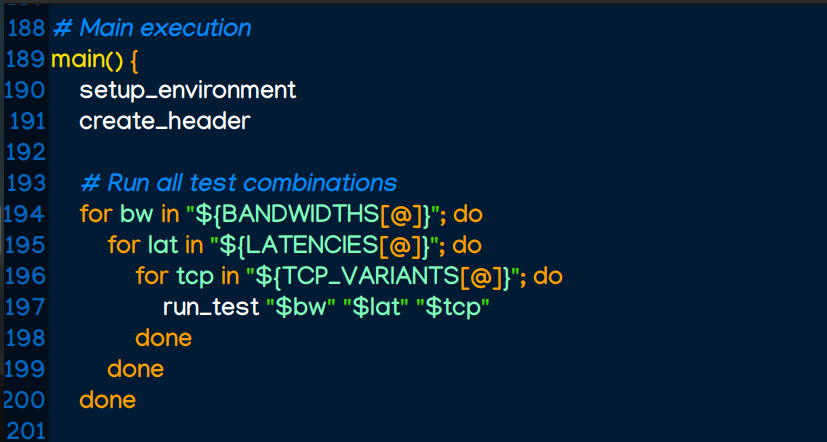 188 # Main execution
189 main() {
190 setup_environment
191 create_header
192
193 # Run all test combinations
194 for bw in "${BANDWIDTHS[@]}"; do
195 for lat in "${LATENCIES[@]}"; do
196 for tcp in "${TCP_VARIANTS[@]}"; do
197 run_test "$bw" "$lat" "$tcp"
198 done
199 done
200 done
201